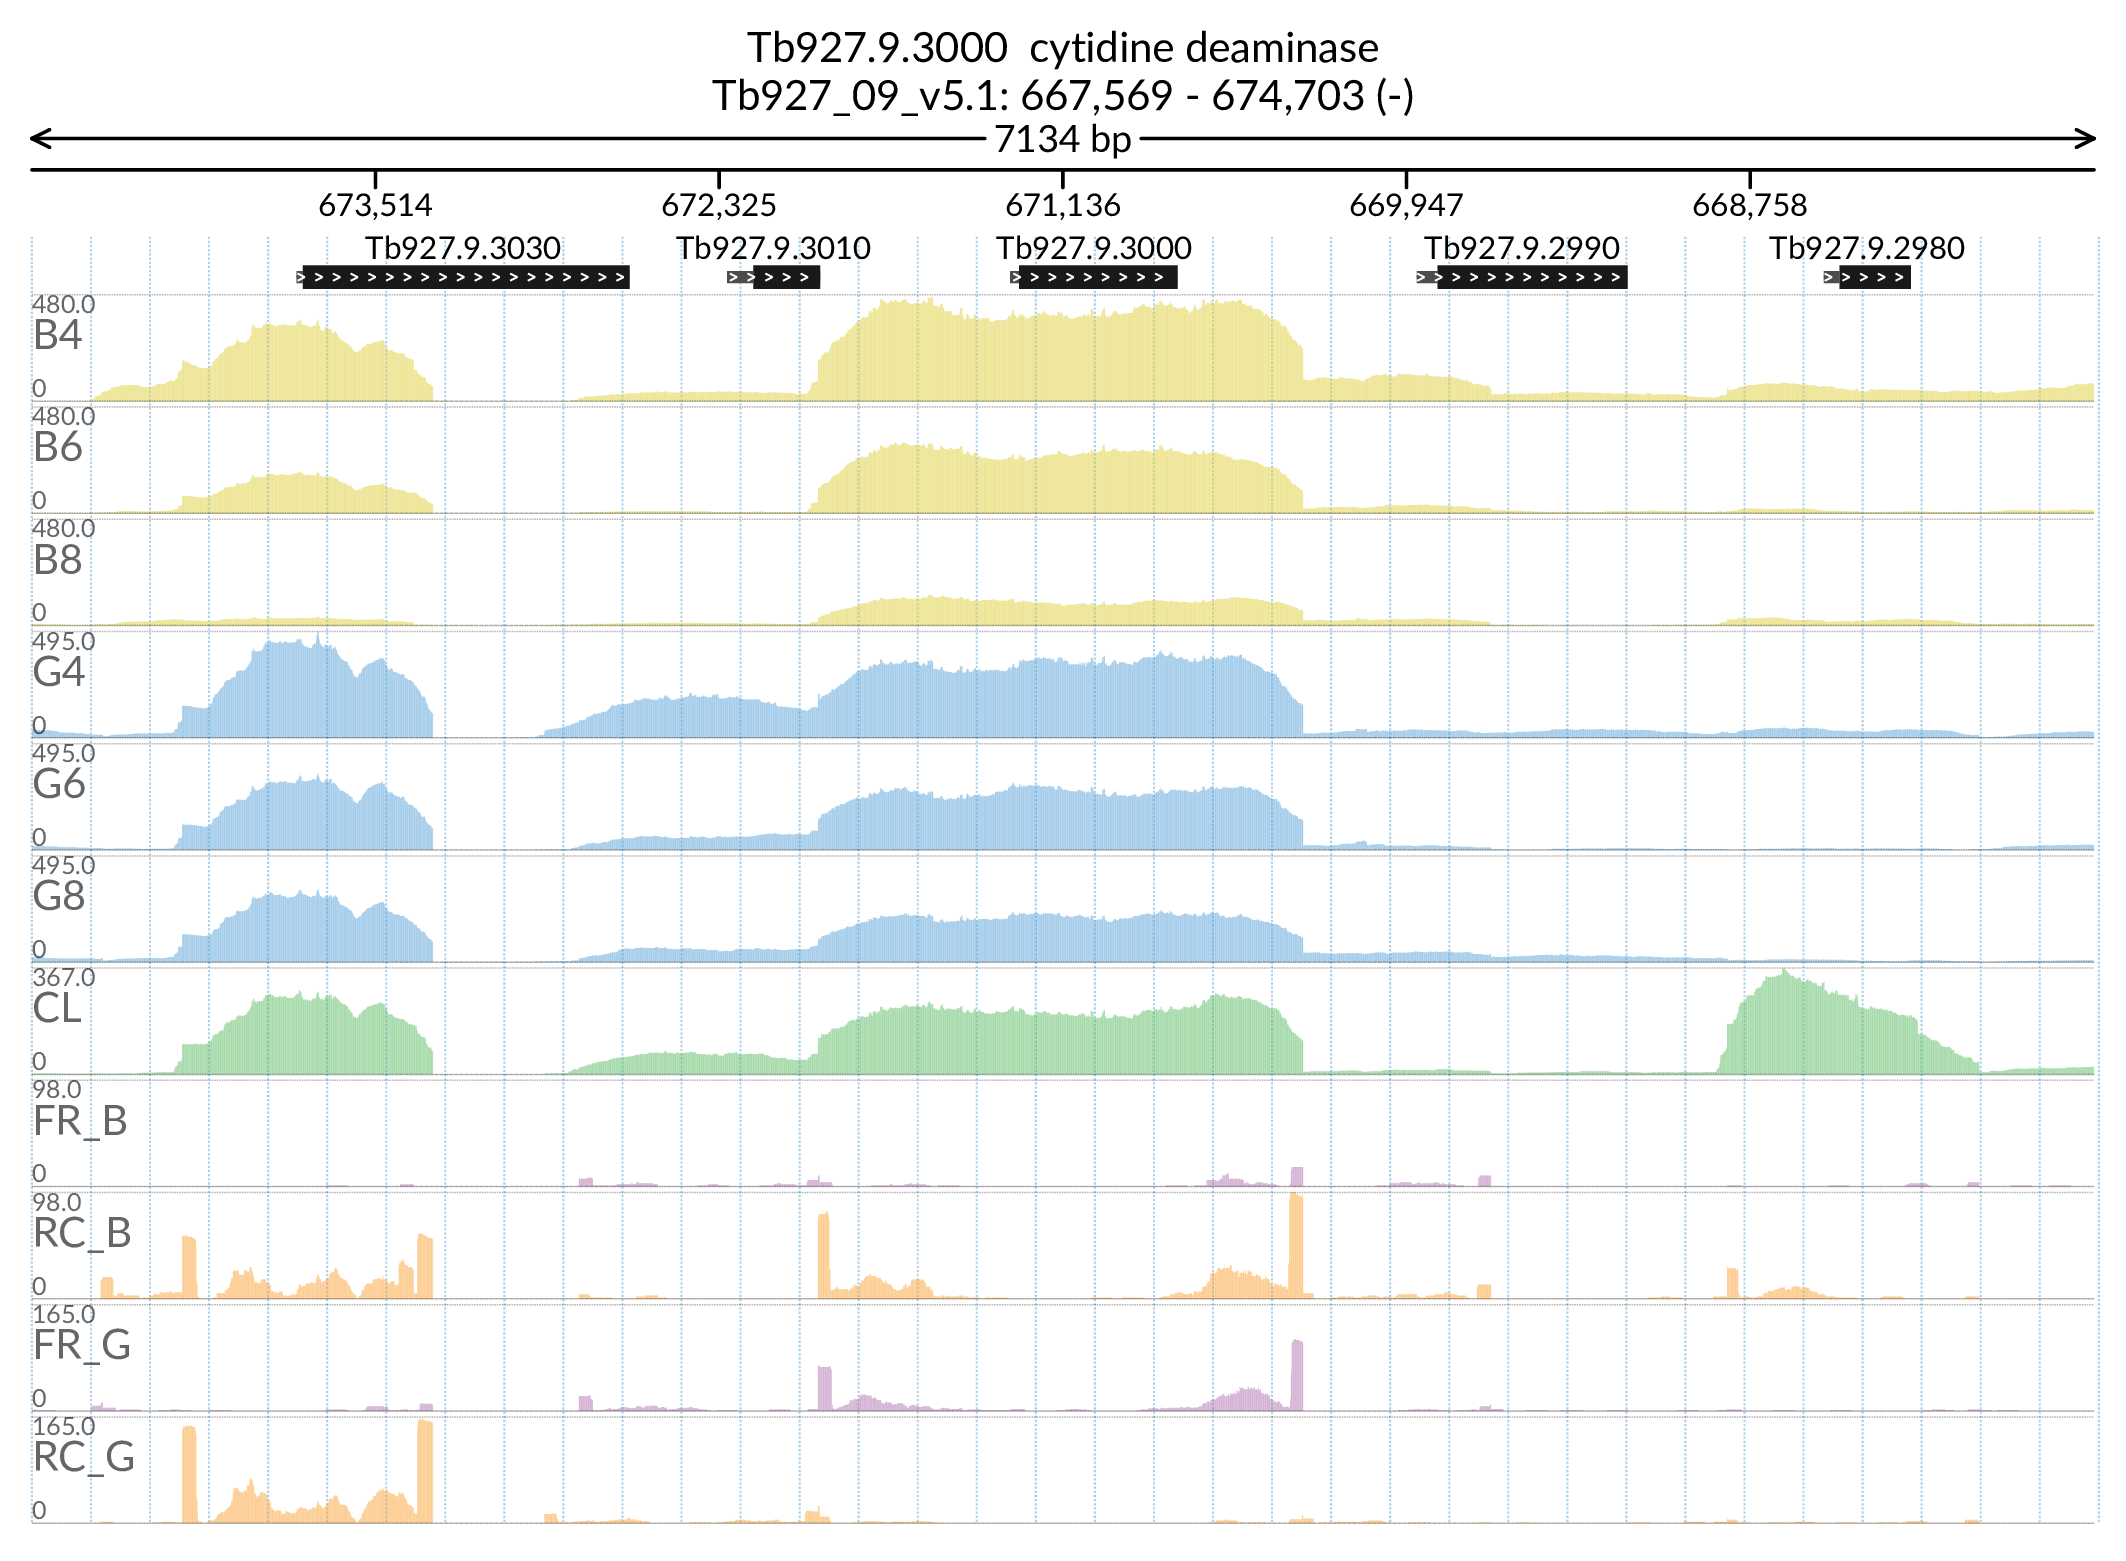 Tb927.9.3000  cytidine deaminase
Tb927_09_v5.1: 667,569 - 674,703 (-)
7134 bp
673,514 672,325 671,136 669,947 668,758
Tb927.9.3030 Tb927.9.3010 Tb927.9.3000 Tb927.9.2990 Tb927.9.2980
480.0
B4
0
480.0
B6
0
480.0
B8
0
495.0
G4
0
495.0
G6
0
495.0
G8
0
367.0
CL
0
98.0
FR_B
0
98.0
RC_B
0
165.0
FR_G
0
165.0
RC_G
0